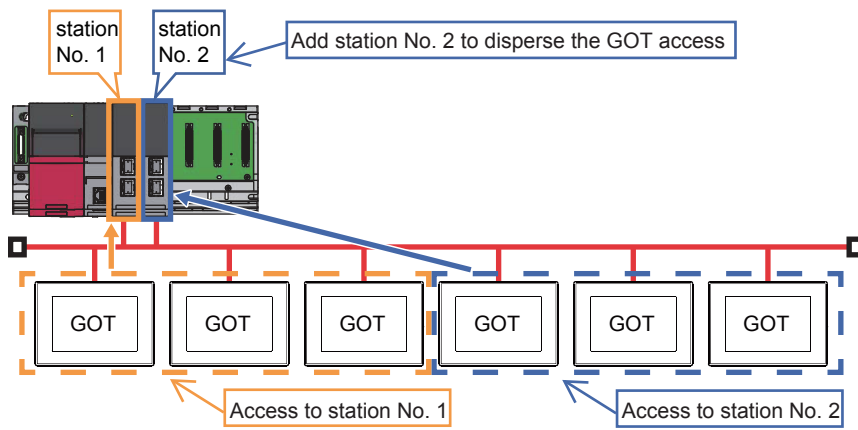 station
No. 1
station
No. 2
Add station No. 2 to disperse the GOT access
GOT
GOT
GOT
GOT
GOT
GOT
Access to station No. 1
Access to station No. 2